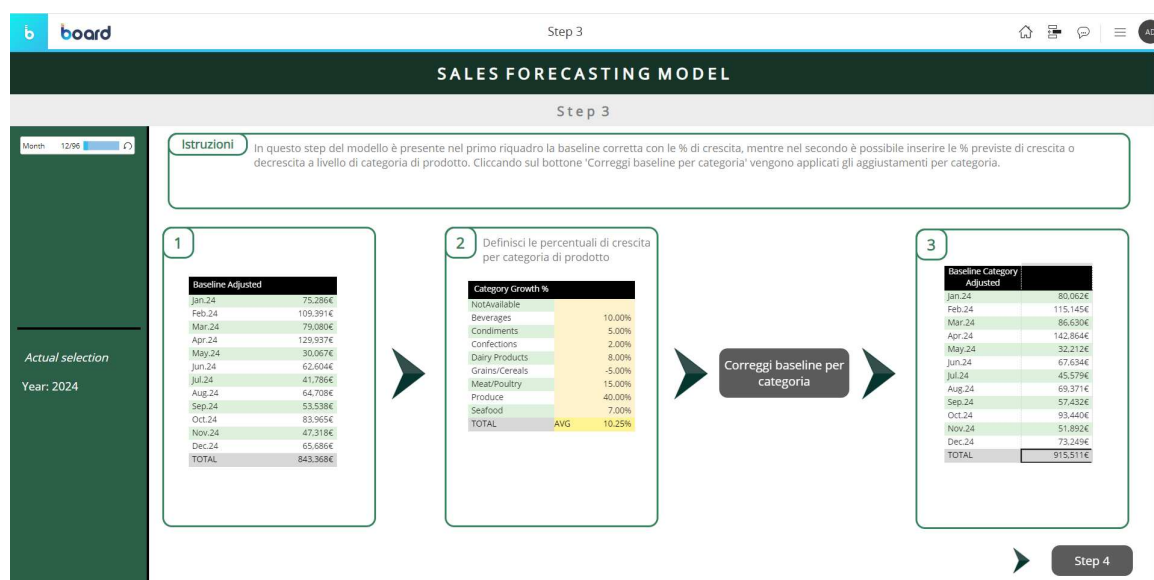 b board
Step 3
AD
SALES FORECASTING MODEL
Step 3
Month 12/96
Istruzioni
In questo step del modello è presente nel primo riquadro la baseline corretta con le % di crescita, mentre nel secondo è possibile inserire le % previste di crescita o
decrescita a livello di categoria di prodotto. Cliccando sul bottone 'Correggi baseline per categoria' vengono applicati gli aggiustamenti per categoria.
Actual selection
Year: 2024
1
Baseline Adjusted
Jan.24 75,286€
Feb.24 109,391€
Mar.24 79,080€
Apr.24 129,937€
May.24 30,067€
Jun.24 62,604€
Jul.24 41,786€
Aug.24 64,708€
Sep.24 53,538€
Oct.24 83,965€
Nov.24 47,318€
Dec.24 65,686€
TOTAL 843,368€
2
Definisci le percentuali di crescita
per categoria di prodotto
Category Growth %
NotAvailable
Beverages 10.00%
Condiments 5.00%
Confections 2.00%
Dairy Products 8.00%
Grains/Cereals -5.00%
Meat/Poultry 15.00%
Produce 40.00%
Seafood 7.00%
TOTAL AVG 10.25%
Correggi baseline per
categoria
3
Baseline Category
Adjusted
Jan.24 80,062€
Feb.24 115,145€
Mar.24 86,630€
Apr.24 142,864€
May.24 32,212€
Jun.24 67,634€
Jul.24 45,579€
Aug.24 69,371€
Sep.24 57,432€
Oct.24 93,440€
Nov.24 51,892€
Dec.24 73,249€
TOTAL 915,511€
Step 4